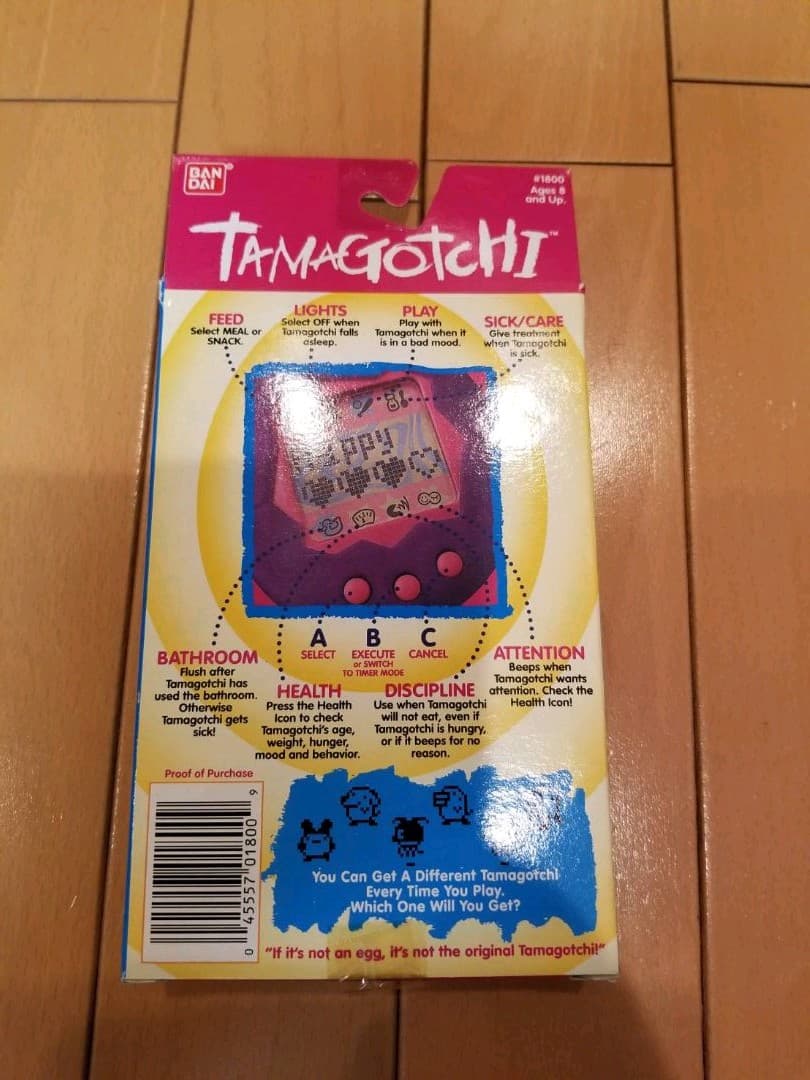 BAN
DAI
#1800
Ages 8
and Up.
TAMAGOTCHI™
FEED
Select MEAL or
SNACK.
LIGHTS
Select OFF when
Tamagotchi falls
asleep.
PLAY
Play with
Tamagotchi when it
is in a bad mood.
SICK/CARE
Give treatment
when Tamagotchi
is sick.
Happy
A
SELECT
B
EXECUTE
or SWITCH
TO TIMER MODE
C
CANCEL
BATHROOM
Flush after
Tamagotchi has
used the bathroom.
Otherwise
Tamagotchi gets
sick!
HEALTH
Press the Health
Icon to check
Tamagotchi's age,
weight, hunger,
mood and behavior.
DISCIPLINE
Use when Tamagotchi
will not eat, even if
Tamagotchi is hungry,
or if it beeps for no
reason.
ATTENTION
Beeps when
Tamagotchi wants
attention. Check the
Health Icon!
Proof of Purchase
0 45557 01800 9
You Can Get A Different Tamagotchi
Every Time You Play.
Which One Will You Get?
"If it's not an egg, it's not the original Tamagotchi!"